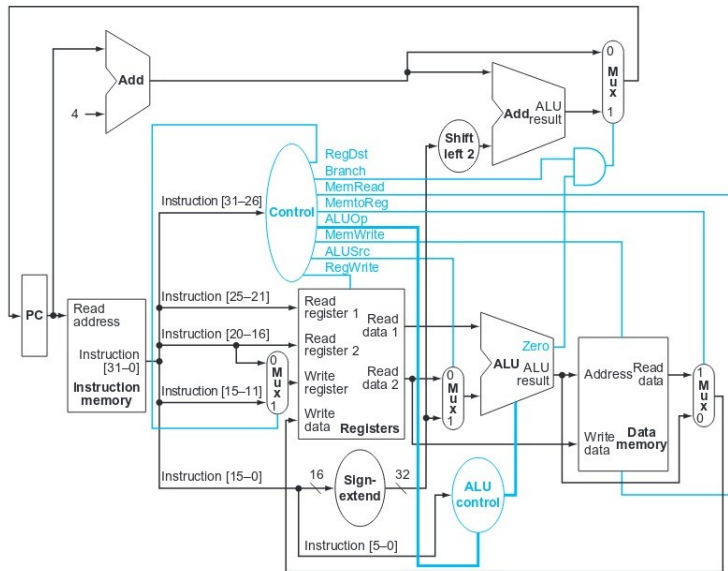 0
Mux
1
Add
4
Add
ALU
result
Shift
left 2
RegDst
Branch
MemRead
MemtoReg
ALUOp
MemWrite
ALUSrc
RegWrite
Control
Instruction [31–26]
Instruction [25–21]
Instruction [20–16]
Instruction [15–11]
Instruction [15–0]
Instruction [5–0]
PC
Read
address
Instruction
[31–0]
Instruction
memory
0
Mux
1
Read
register 1
Read
register 2
Write
register
Write
data
Read
data 1
Read
data 2
Registers
0
Mux
1
Zero
ALU
ALU
result
Address
Read
data
Write
data
Data
memory
1
Mux
0
16
Sign-
extend
32
ALU
control